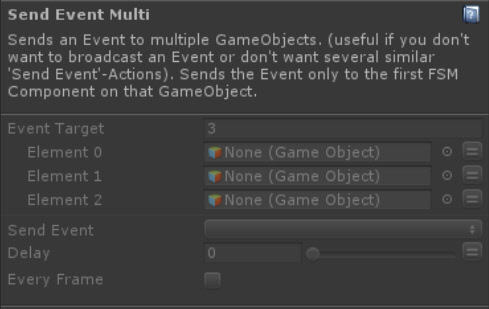 Send Event Multi
Sends an Event to multiple GameObjects. (useful if you don't
want to broadcast an Event or don't want several similar
'Send Event'-Actions). Sends the Event only to the first FSM
Component on that GameObject.
Event Target 3
Element 0 None (Game Object)
Element 1 None (Game Object)
Element 2 None (Game Object)
Send Event
Delay 0
Every Frame